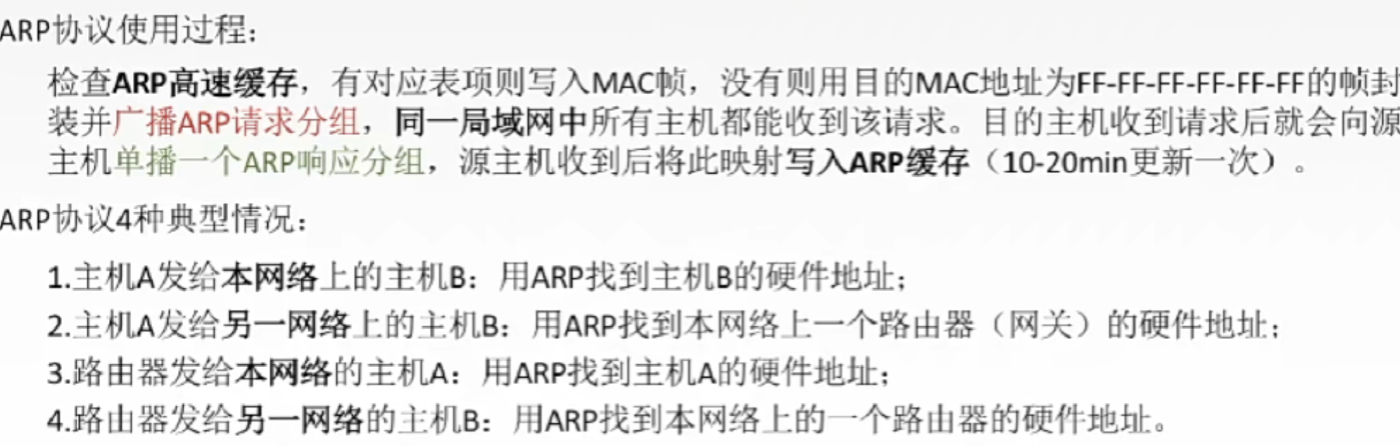 ARP协议使用过程：
检查ARP高速缓存，有对应表项则写入MAC帧，没有则用目的MAC地址为FF-FF-FF-FF-FF-FF的帧封
装并广播ARP请求分组，同一局域网中所有主机都能收到该请求。目的主机收到请求后就会向源
主机单播一个ARP响应分组，源主机收到后将此映射写入ARP缓存（10-20min更新一次）。
ARP协议4种典型情况：
1.主机A发给本网络上的主机B：用ARP找到主机B的硬件地址；
2.主机A发给另一网络上的主机B：用ARP找到本网络上一个路由器（网关）的硬件地址；
3.路由器发给本网络的主机A：用ARP找到主机A的硬件地址；
4.路由器发给另一网络的主机B：用ARP找到本网络上的一个路由器的硬件地址。